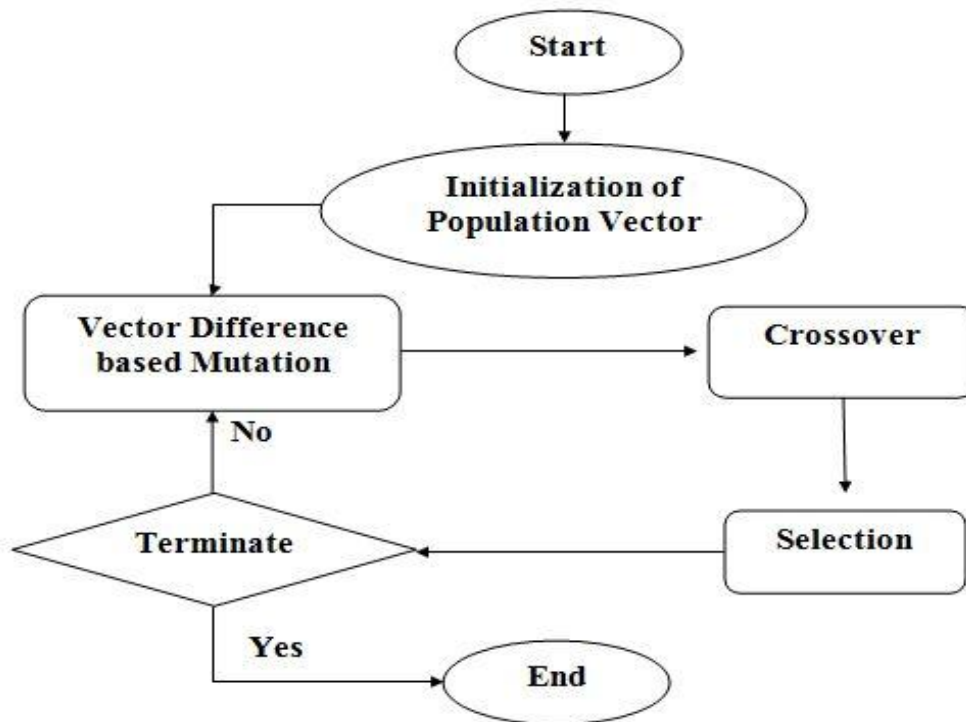 Start
Initialization of
Population Vector
Vector Difference
based Mutation
Crossover
No
Terminate
Selection
Yes
End